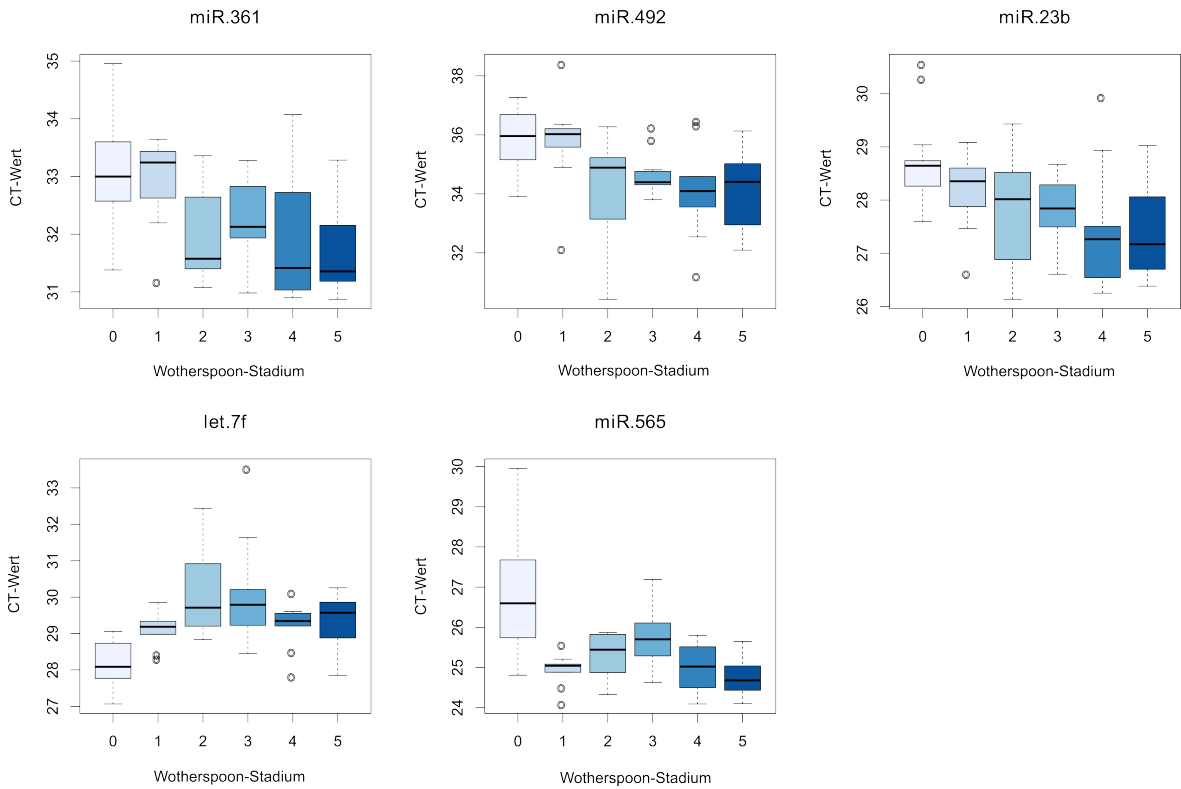 miR.361
CT-Wert
35
34
33
32
31
0 1 2 3 4 5
Wotherspoon-Stadium
miR.492
CT-Wert
38
36
34
32
0 1 2 3 4 5
Wotherspoon-Stadium
miR.23b
CT-Wert
30
29
28
27
26
0 1 2 3 4 5
Wotherspoon-Stadium
let.7f
CT-Wert
33
32
31
30
29
28
27
0 1 2 3 4 5
Wotherspoon-Stadium
miR.565
CT-Wert
30
29
27
27
26
25
24
0 1 2 3 4 5
Wotherspoon-Stadium